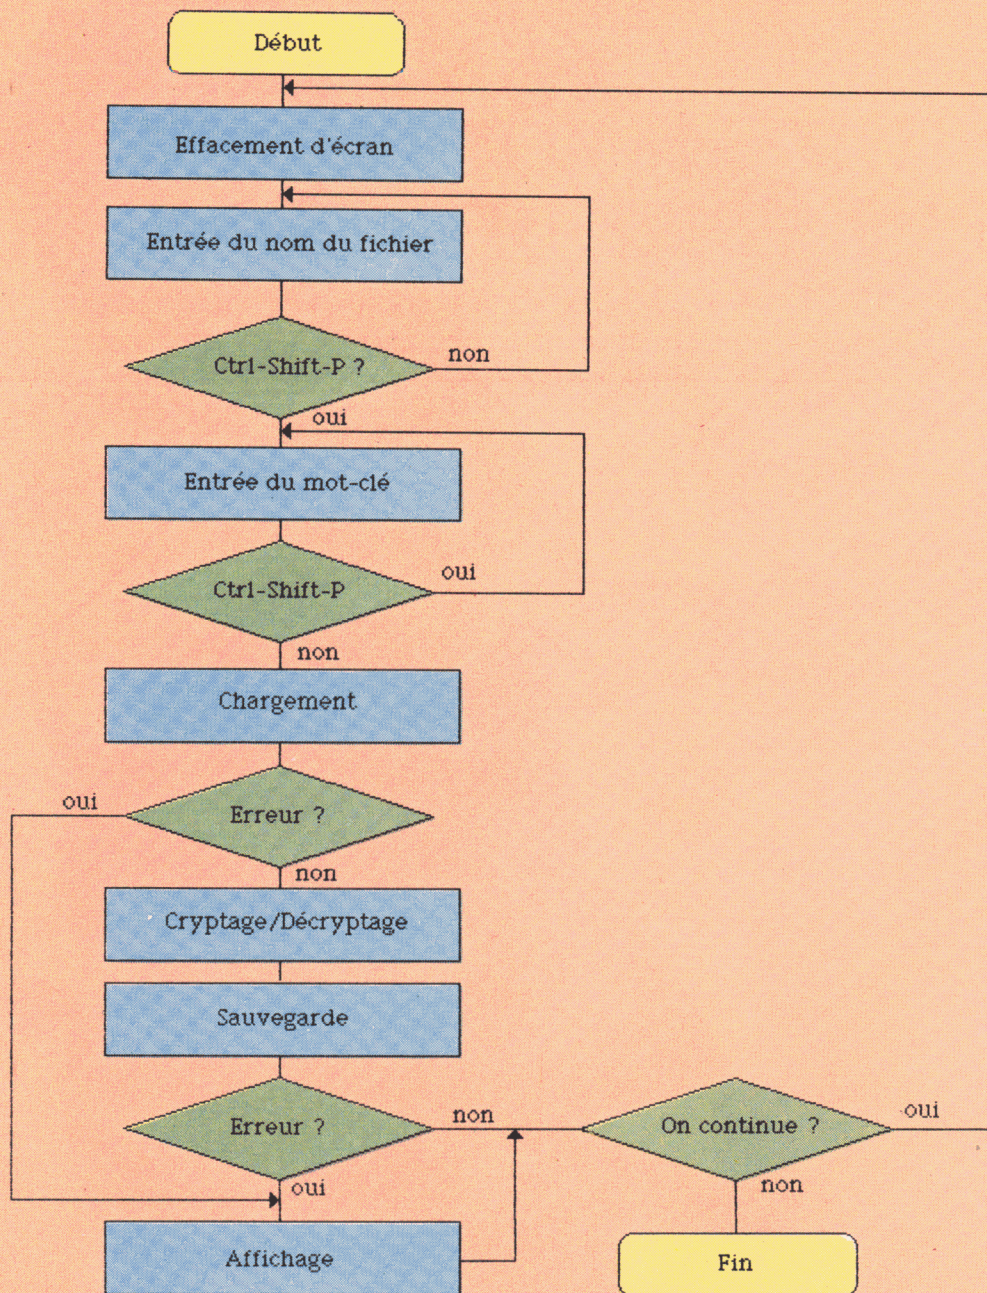 Début
Effacement d'écran
Entrée du nom du fichier
Ctrl-Shift-P ?
non
oui
Entrée du mot-clé
Ctrl-Shift-P
oui
non
Chargement
Erreur ?
oui
non
Cryptage/Décryptage
Sauvegarde
Erreur ?
non
oui
Affichage
On continue ?
oui
non
Fin